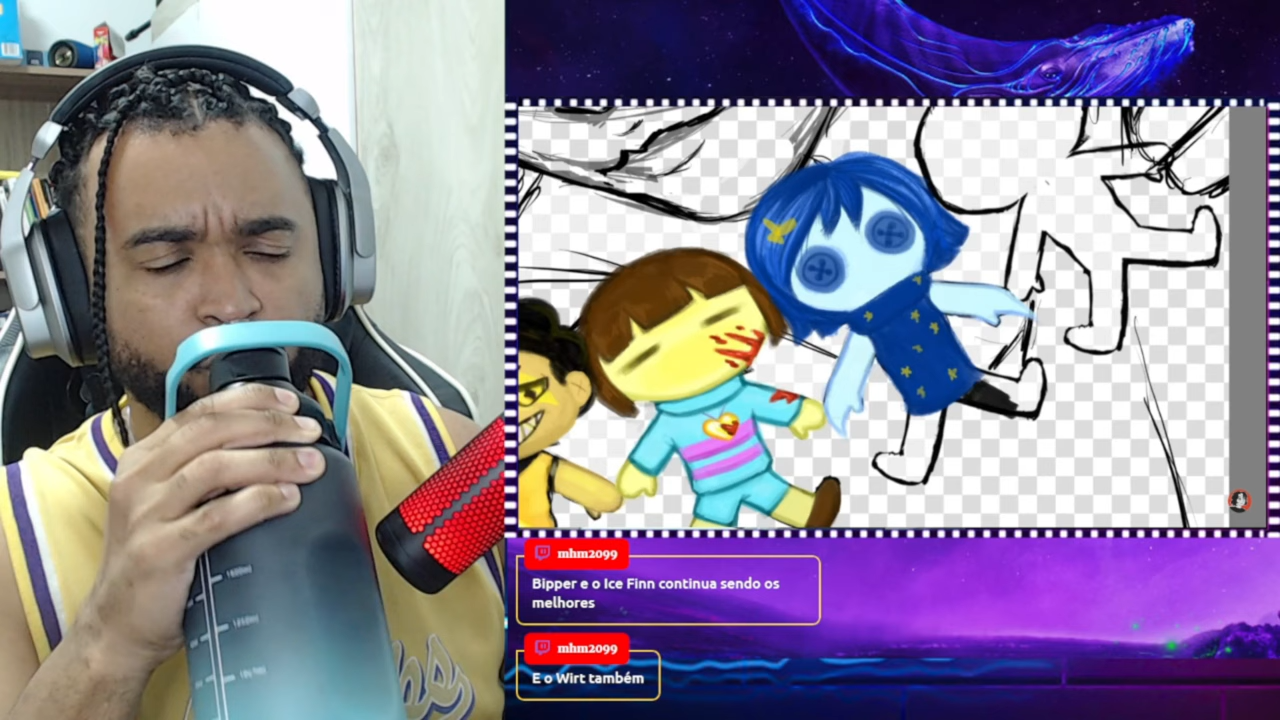 mhm2099
Bipper e o Ice Finn continua sendo os
melhores
mhm2099
E o Wirt também